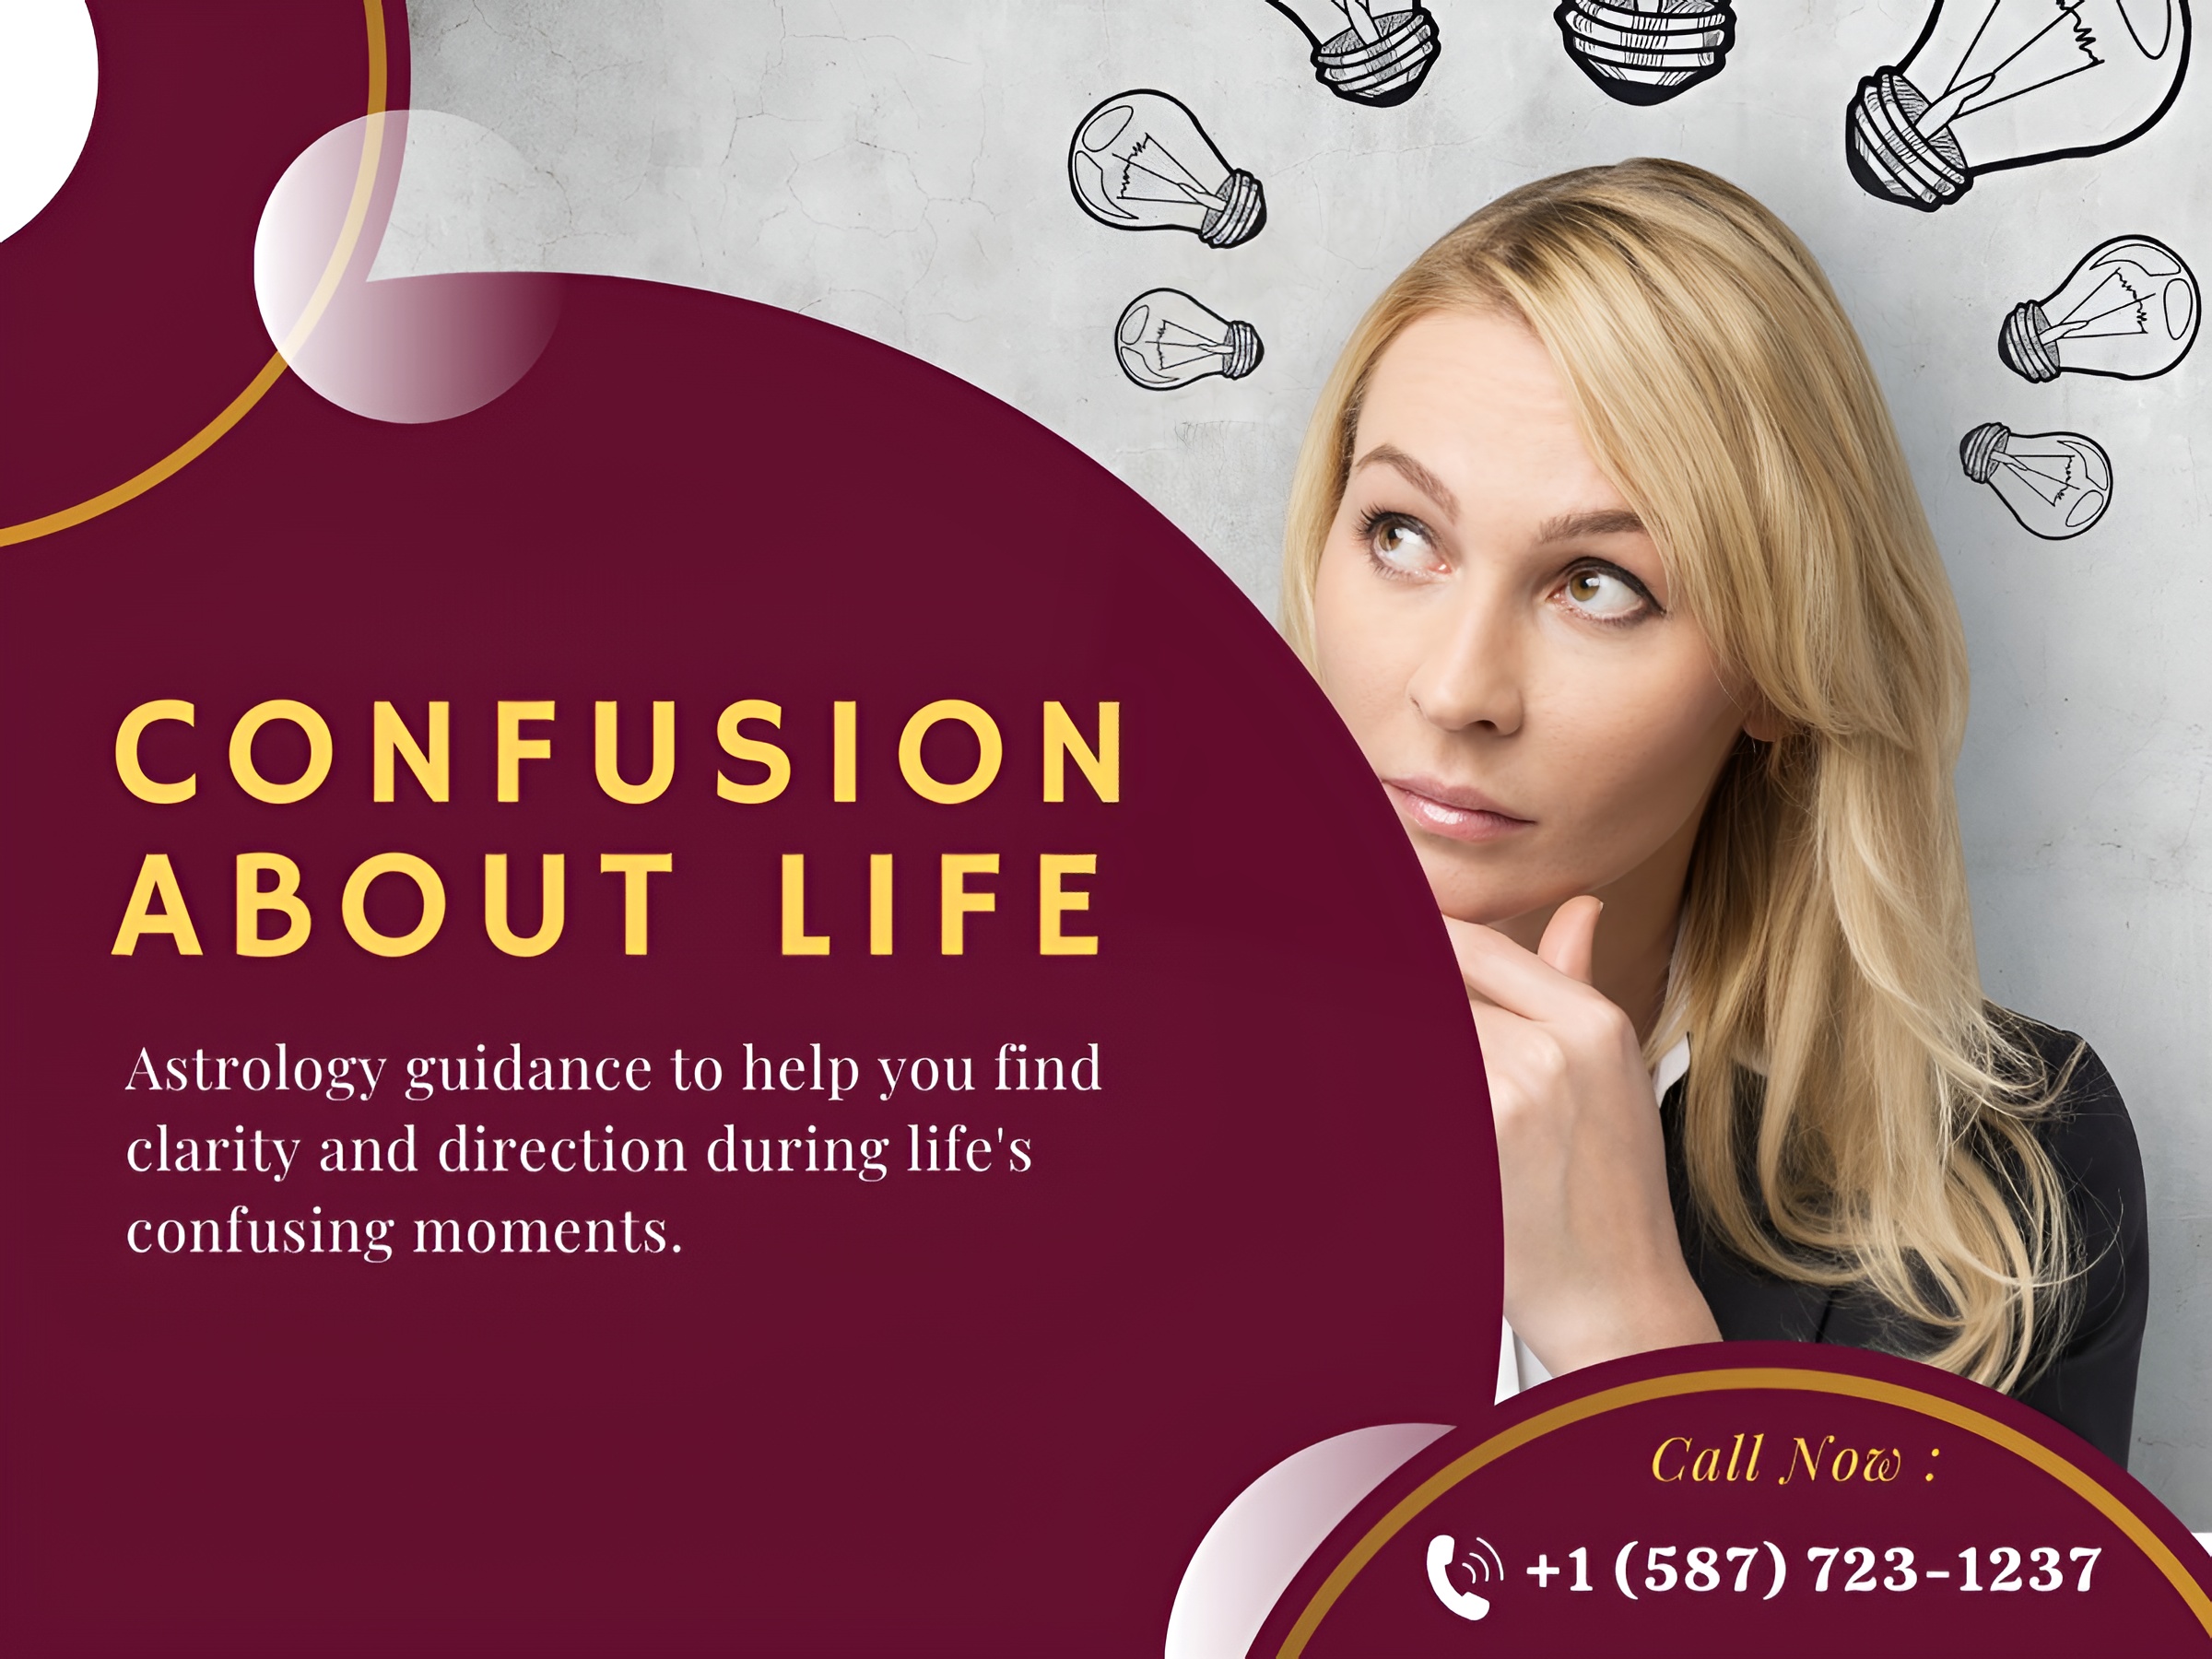 CONFUSION
ABOUT LIFE
Astrology guidance to help you find
clarity and direction during life's
confusing moments.
Call Now :
+1 (587) 723-1237